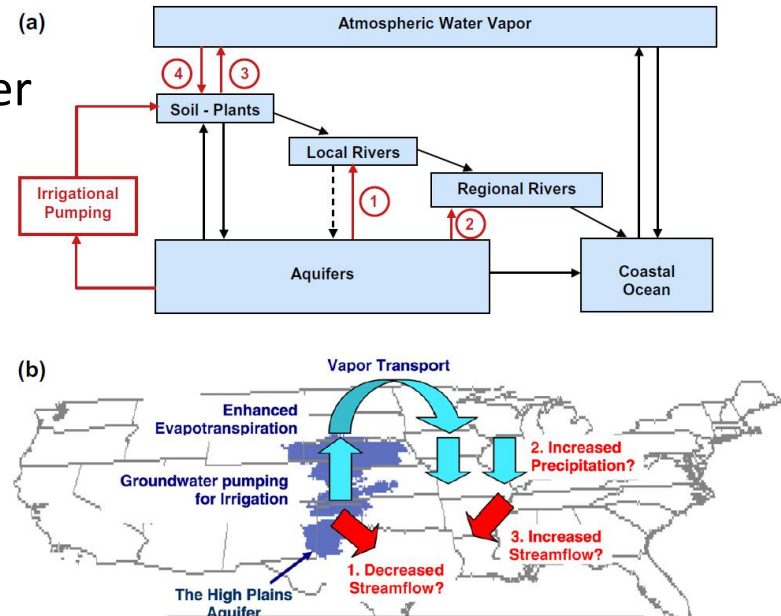 (a)
Atmospheric Water Vapor
er
4
3
Soil - Plants
Local Rivers
Irrigational
Pumping
1
Regional Rivers
2
Aquifers
Coastal
Ocean
(b)
Vapor Transport
Enhanced
Evapotranspiration
2. Increased
Precipitation?
Groundwater pumping
for Irrigation
3. Increased
Streamflow?
1. Decreased
Streamflow?
The High Plains
Aquifer